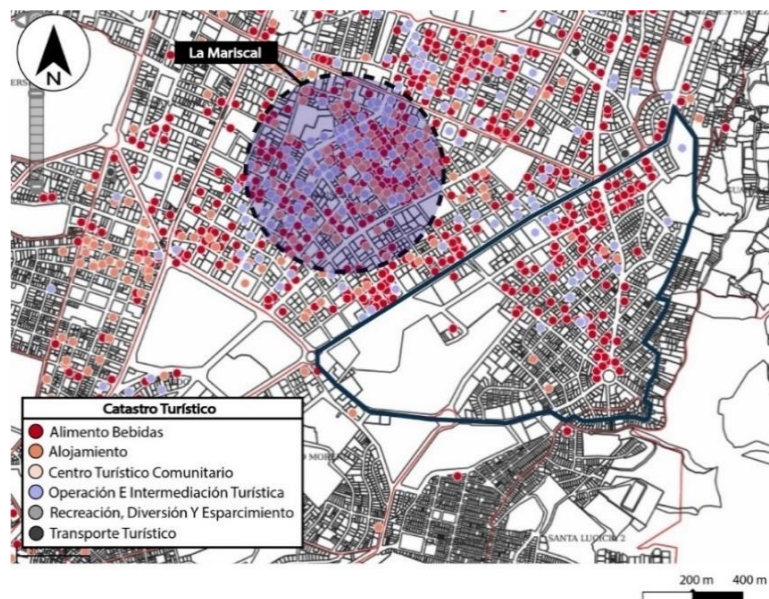 La Mariscal
N
Catastro Turístico
Alimento Bebidas
Alojamiento
Centro Turístico Comunitario
Operación E Intermediación Turística
Recreación, Diversión Y Esparcimiento
Transporte Turístico
SANTA LUCIA 2
200 m 400 m